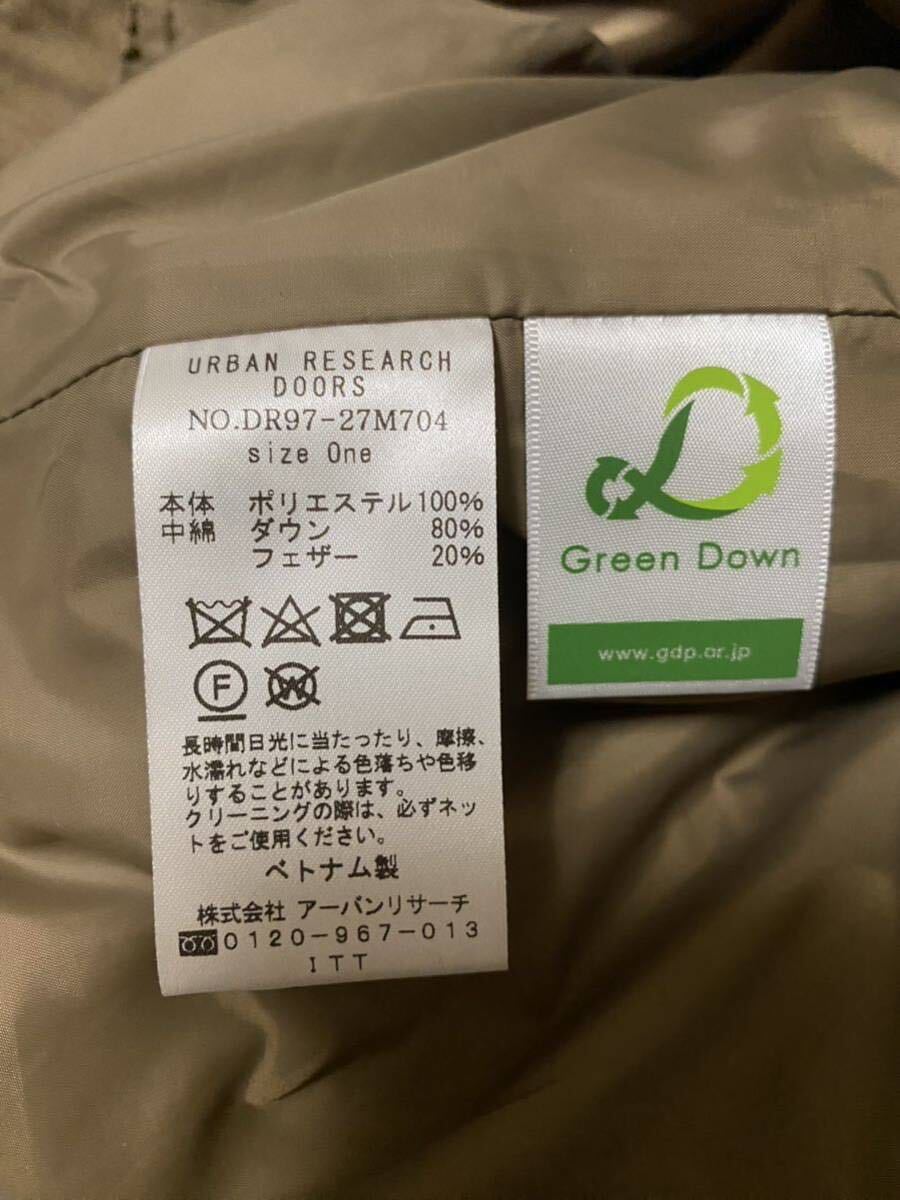 URBAN RESEARCH
DOORS
NO.DR97-27M704
size One
本体 ポリエステル100%
中綿 ダウン 80%
フェザー 20%
F
W
長時間日光に当たったり、摩擦、
水濡れなどによる色落ちや色移
りすることがあります。
クリーニングの際は、必ずネッ
トをご使用ください。
ベトナム製
株式会社 アーバンリサーチ
0120-967-013
ITT
Green Down
www.gdp.or.jp